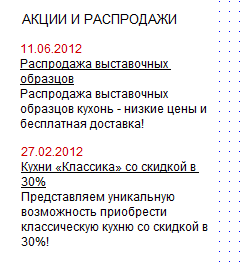 АКЦИИ И РАСПРОДАЖИ
11.06.2012
Распродажа выставочных
образцов
Распродажа выставочных
образцов кухонь - низкие цены и
бесплатная доставка!
27.02.2012
Кухни «Классика» со скидкой в
30%
Представляем уникальную
возможность приобрести
классическую кухню со скидкой в
30%!